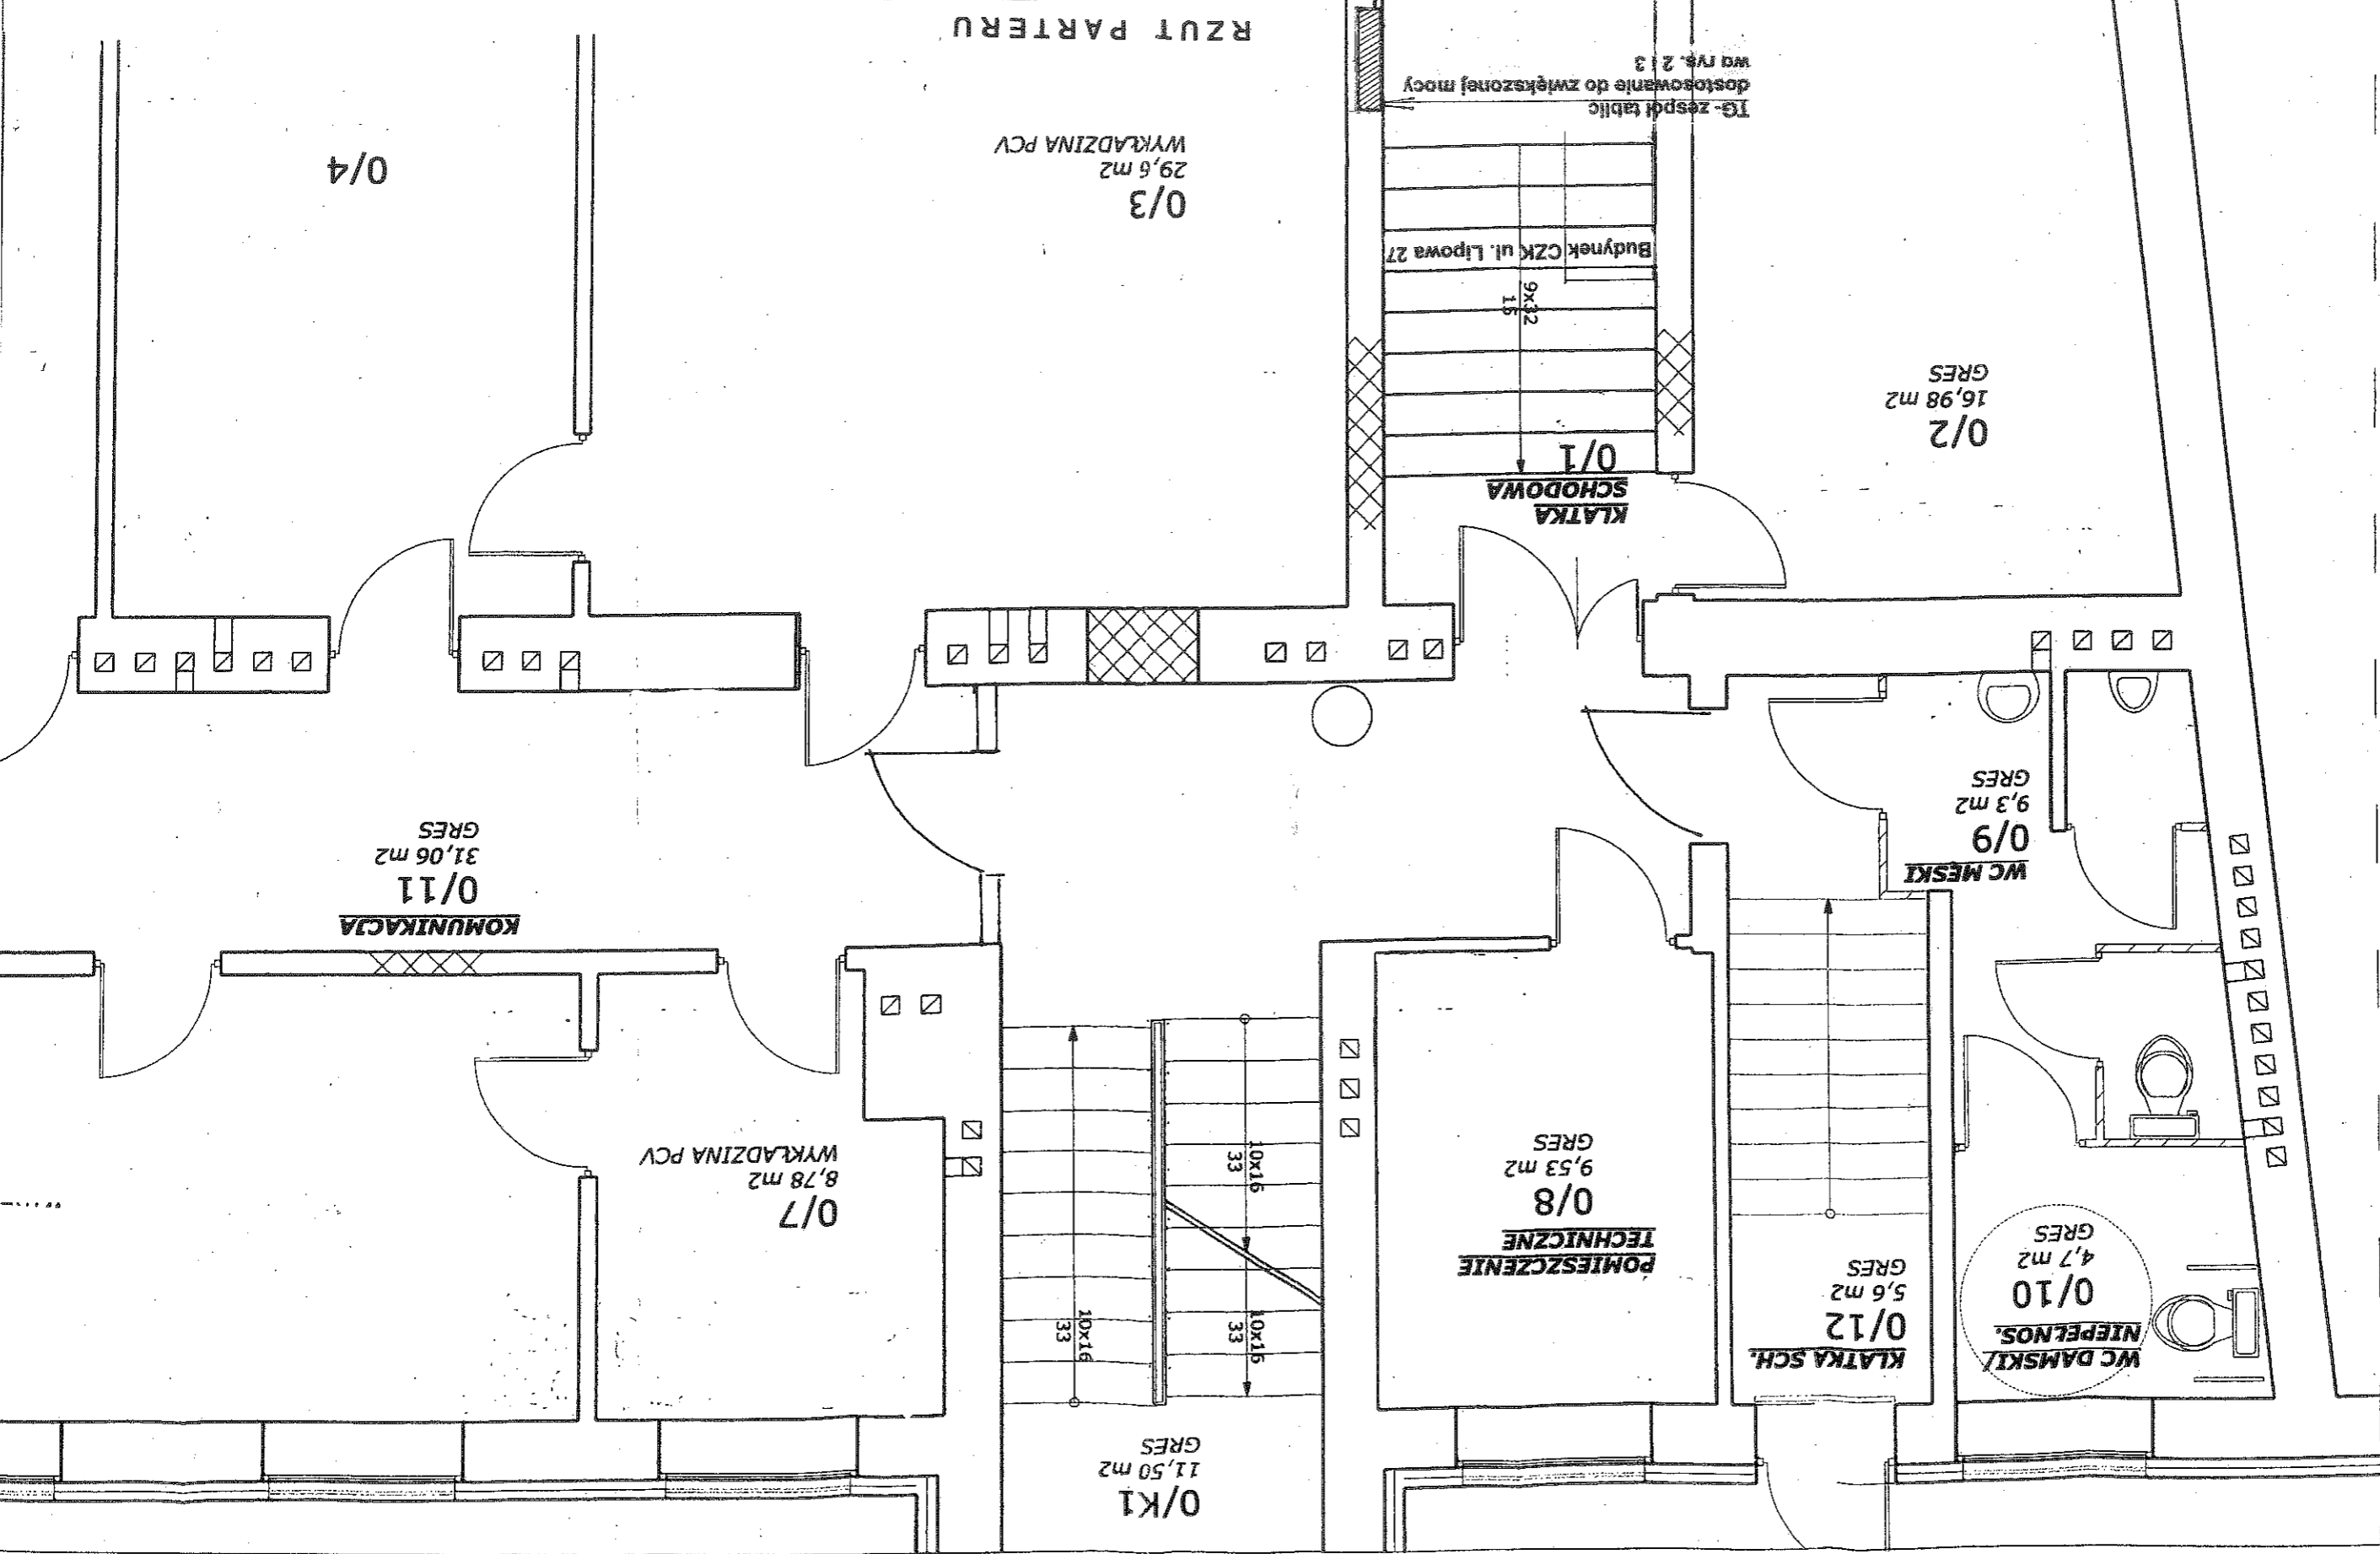 0/K1
11,50 m2
GRES
WC DAMSKI/
NIEPEŁNOS.
0/10
4,7 m2
GRES
KLATKA SCH.
0/12
5,6 m2
GRES
POMIESZCZENIE
TECHNICZNE
0/8
9,53 m2
GRES
10x16
33
10x16
33
10x16
33
0/7
8,78 m2
WYKŁADZINA PCV
WC MĘSKI
0/9
9,3 m2
GRES
KOMUNIKACJA
0/11
31,06 m2
GRES
KLATKA
SCHODOWA
0/1
0/2
16,98 m2
GRES
9x32
15
Budynek CZK ul. Lipowa 27
0/3
29,6 m2
WYKŁADZINA PCV
0/4
TG- zespół tablic
dostosowanie do zwiększonej mocy
wg rys. 2 i 3
RZUT PARTERU